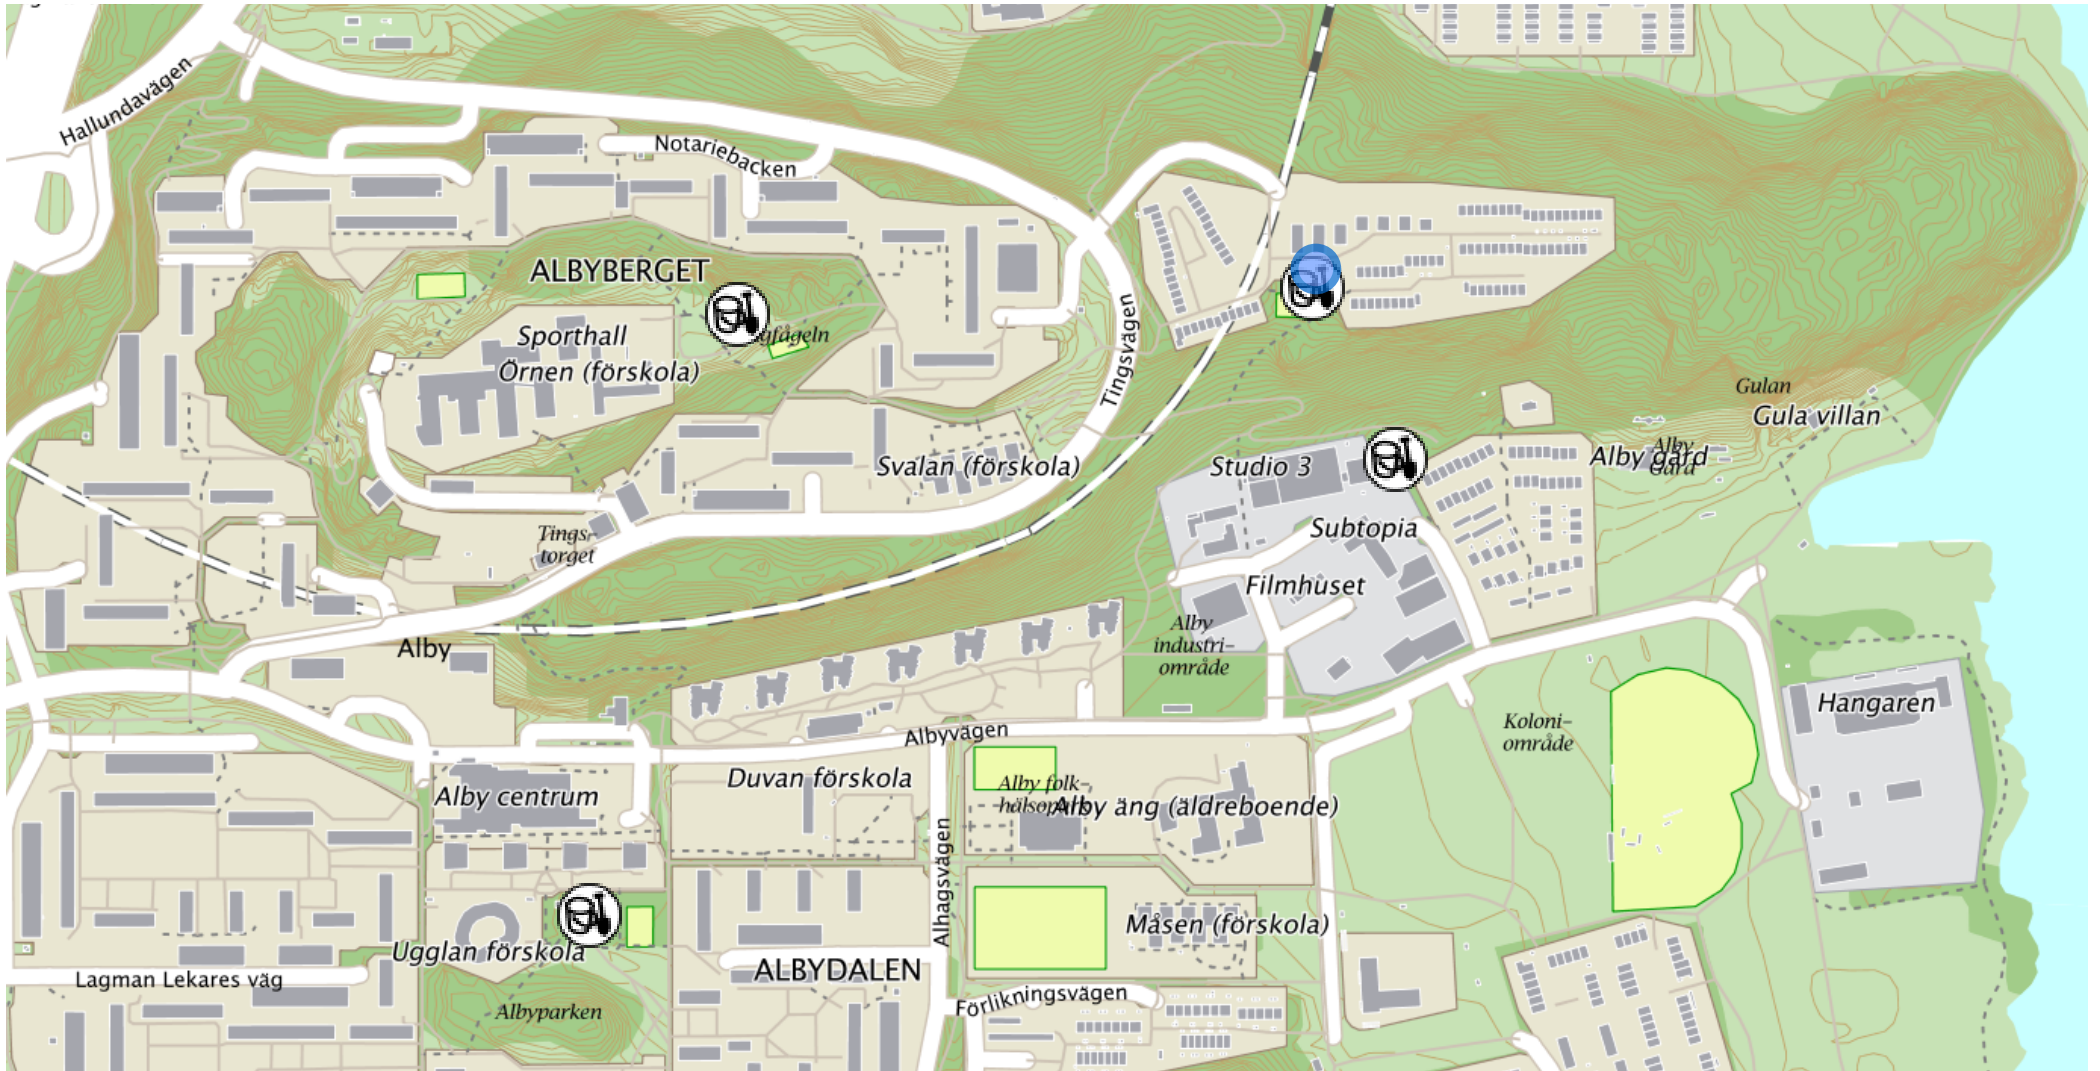 Hallundavägen
Notariebacken
ALBYBERGET
Sporthall
Örnen (förskola)
Tingsvägen
Gulan
Gula villan
Svalan (förskola)
Studio 3
Alby gård
Alby
Gård
Tings-
torget
Subtopia
Filmhuset
Alby
Alby
industri-
område
Albyvägen
Koloni-
område
Hangaren
Duvan förskola
Alby centrum
Alby folk-
Alby äng (äldreboende)
Alhagsvägen
Måsen (förskola)
Ugglan förskola
Lagman Lekares väg
ALBYDALEN
Förlikningsvägen
Albyparken